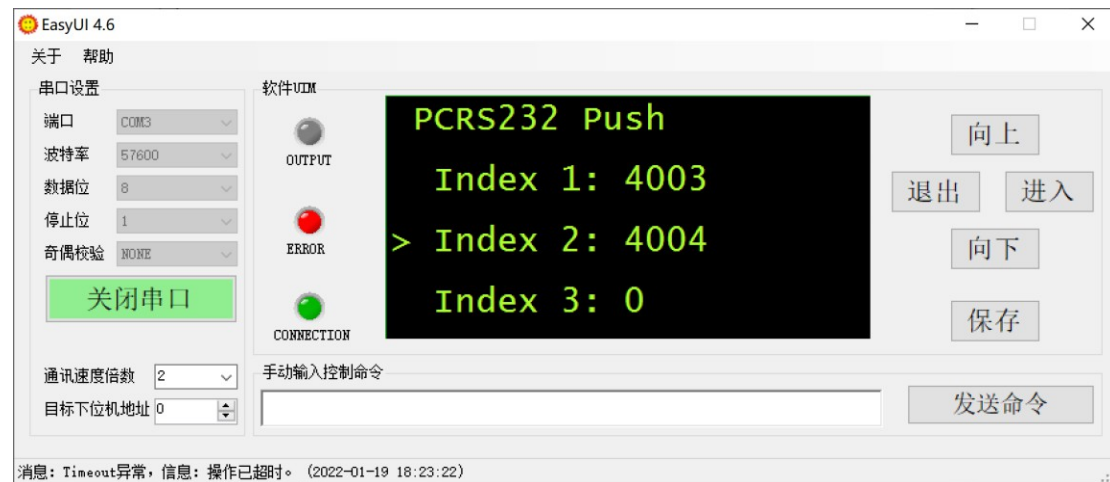 EasyUI 4.6
关于 帮助
串口设置
端口 COM3
波特率 57600
数据位 8
停止位 1
奇偶校验 NONE
关闭串口
通讯速度倍数 2
目标下位机地址 0
软件UIM
OUTPUT
ERROR
CONNECTION
PCRS232 Push
Index 1: 4003
> Index 2: 4004
Index 3: 0
向上
退出 进入
向下
保存
手动输入控制命令
发送命令
消息: Timeout异常，信息: 操作已超时。 (2022-01-19 18:23:22)